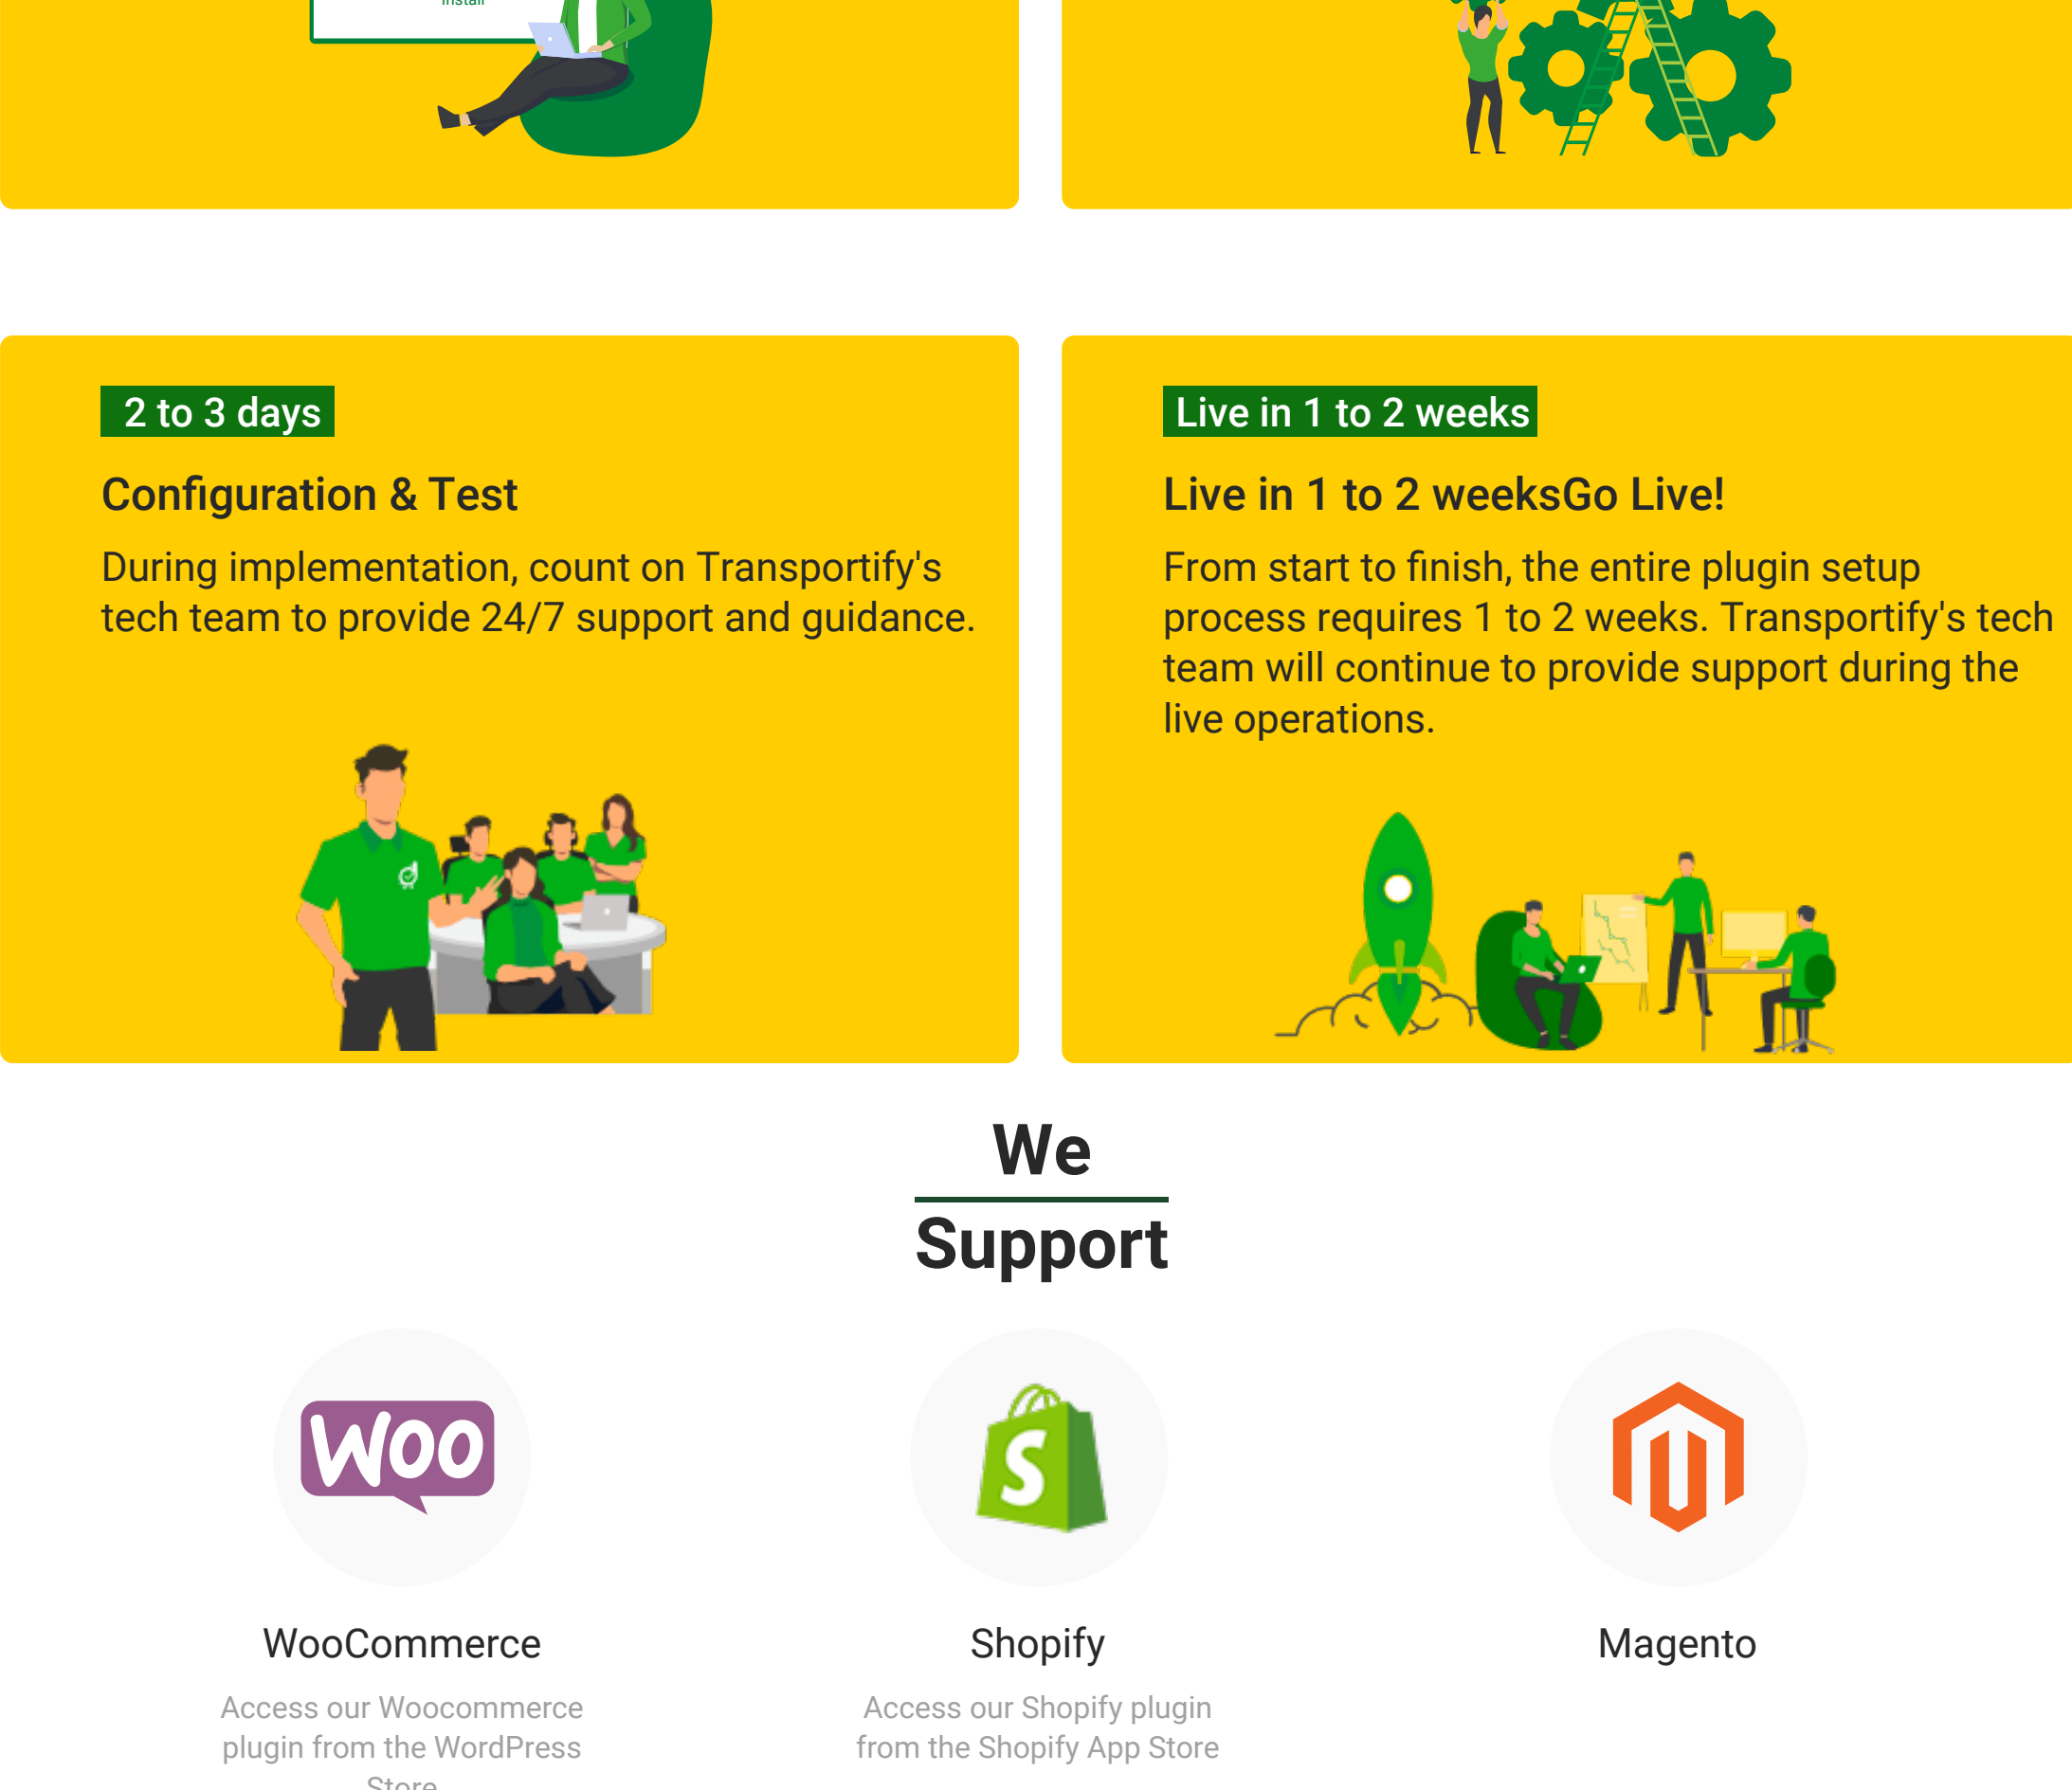 Install
2 to 3 days
Configuration & Test
During implementation, count on Transportify's
tech team to provide 24/7 support and guidance.
Live in 1 to 2 weeks
Live in 1 to 2 weeksGo Live!
From start to finish, the entire plugin setup
process requires 1 to 2 weeks. Transportify's tech
team will continue to provide support during the
live operations.
We
Support
WOO
WooCommerce
Access our Woocommerce
plugin from the WordPress
Store
S
Shopify
Access our Shopify plugin
from the Shopify App Store
Magento